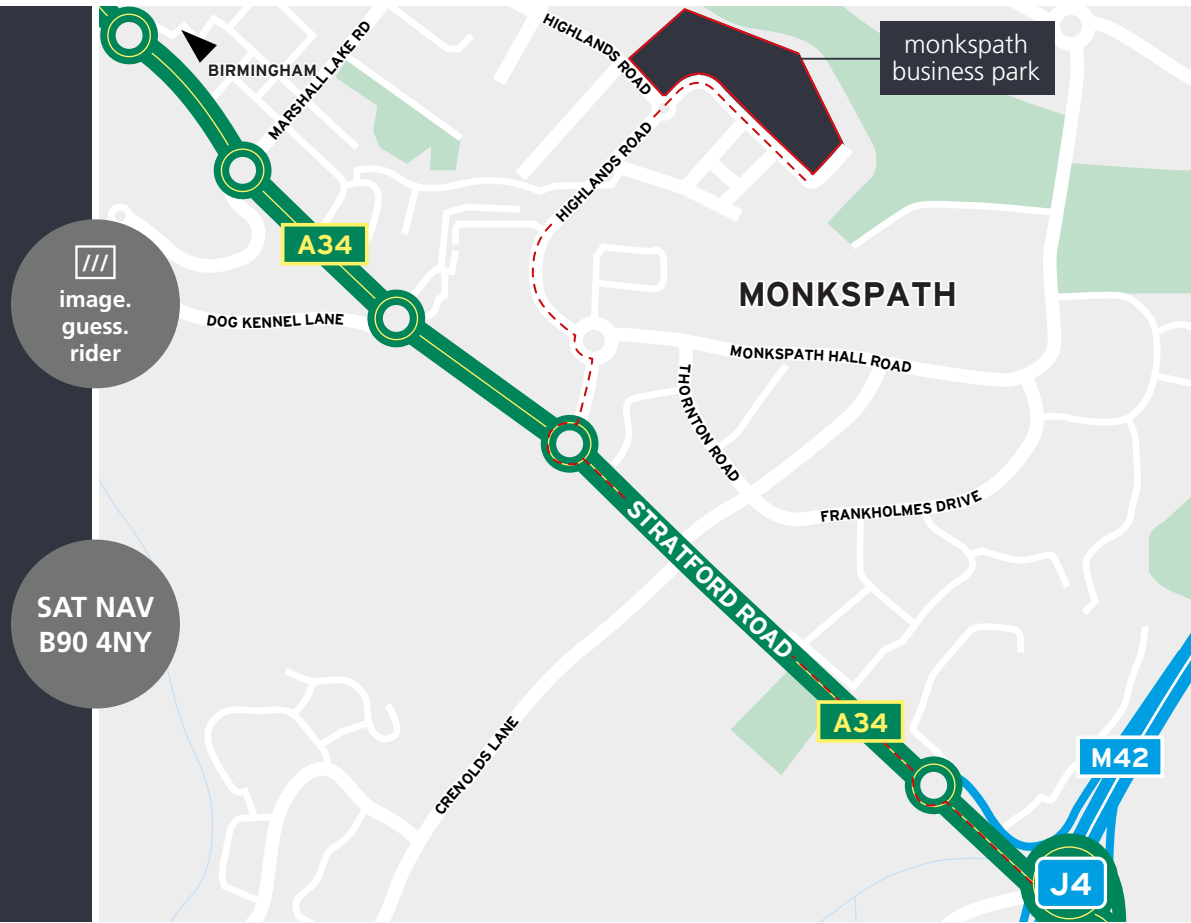 HIGHLANDS ROAD
monkspath
business park
BIRMINGHAM
MARSHALL LAKE RD
HIGHLANDS ROAD
A34
///
image.
guess.
rider
MONKSPATH
DOG KENNEL LANE
MONKSPATH HALL ROAD
THORNTON ROAD
FRANKHOLMES DRIVE
STRATFORD ROAD
SAT NAV
B90 4NY
A34
M42
CRENOLDS LANE
J4